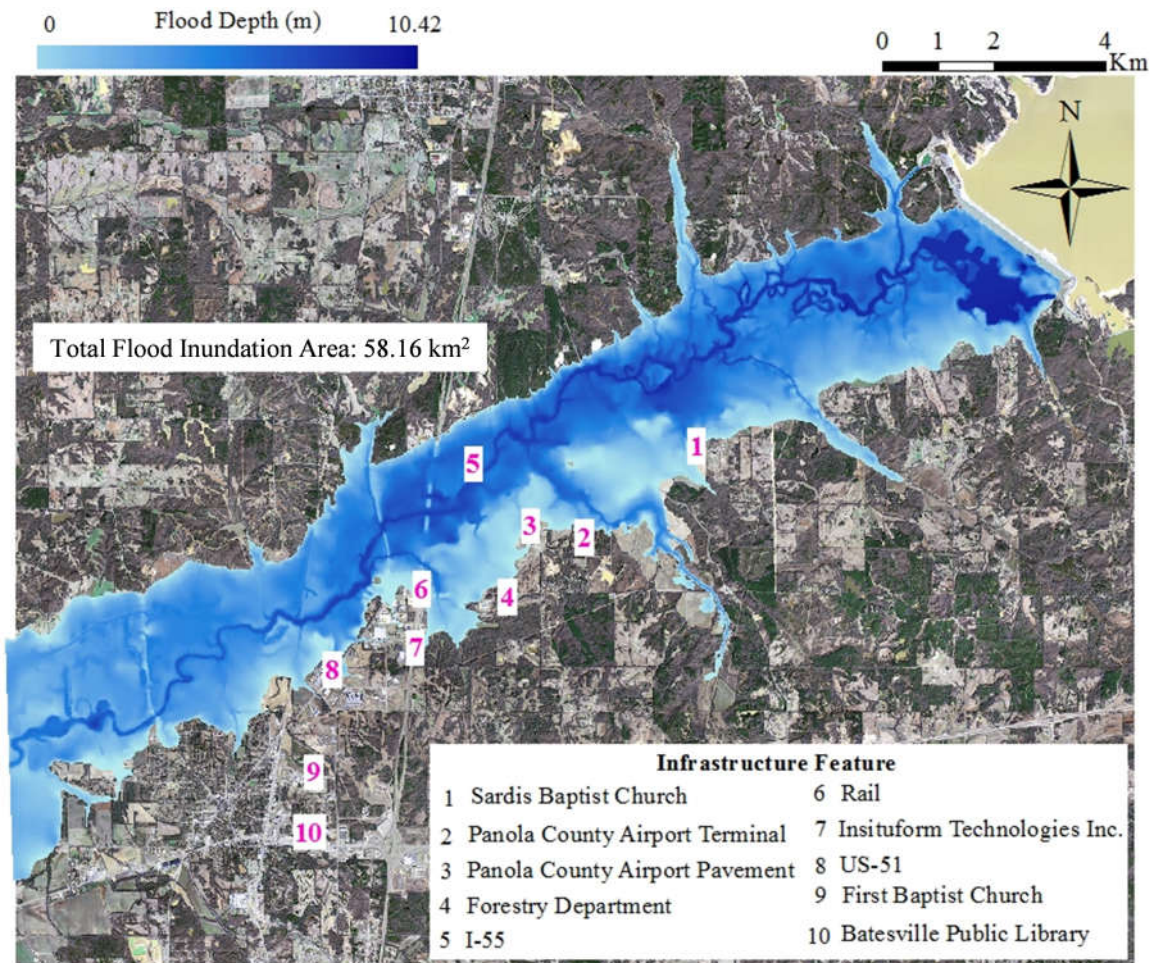 0 Flood Depth (m) 10.42
0 1 2 4
Km
N
Total Flood Inundation Area: 58.16 km²
1
5
3
2
6
4
7
8
9
10
Infrastructure Feature
1 Sardis Baptist Church
2 Panola County Airport Terminal
3 Panola County Airport Pavement
4 Forestry Department
5 I-55
6 Rail
7 Insituform Technologies Inc.
8 US-51
9 First Baptist Church
10 Batesville Public Library